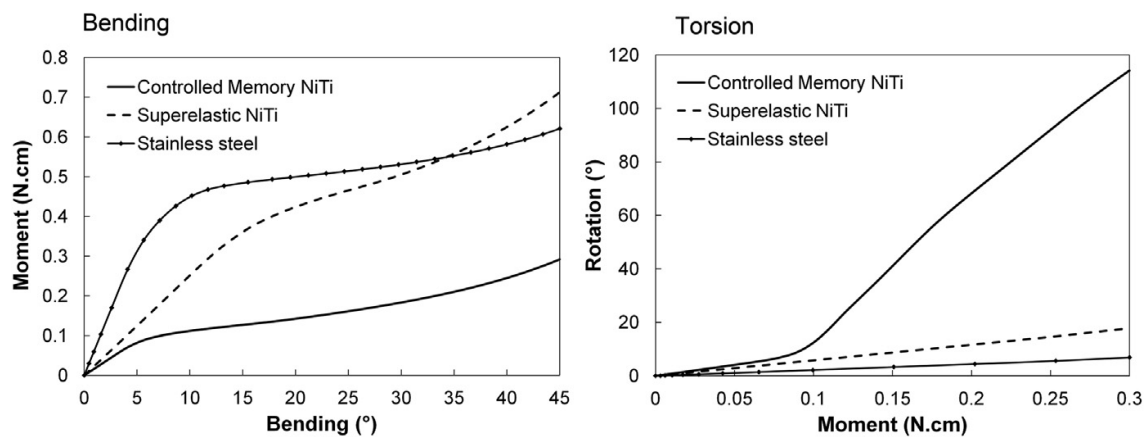 Bending
0.8
0.7
0.6
0.5
0.4
0.3
0.2
0.1
0
Moment (N.cm)
Controlled Memory NiTi
Superelastic NiTi
Stainless steel
0 5 10 15 20 25 30 35 40 45
Bending (°)
Torsion
120
100
80
60
40
20
0
Rotation (°)
Controlled Memory NiTi
Superelastic NiTi
Stainless steel
0 0.05 0.1 0.15 0.2 0.25 0.3
Moment (N.cm)